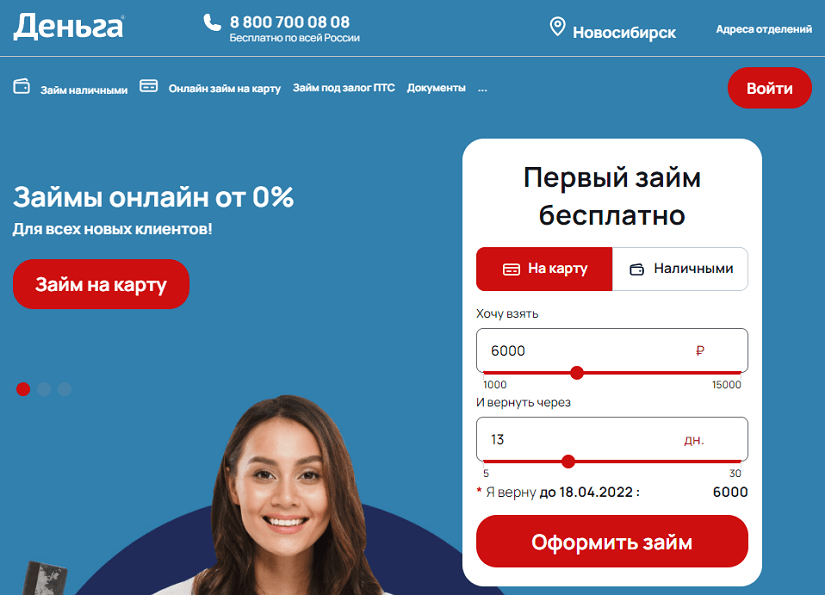 Деньга®
8 800 700 08 08
Бесплатно по всей России
Новосибирск
Адреса отделений
Займ наличными
Онлайн займ на карту
Займ под залог ПТС
Документы
...
Войти
Займы онлайн от 0%
Для всех новых клиентов!
Займ на карту
Первый займ
бесплатно
На карту
Наличными
Хочу взять
6000 ₽
1000 15000
И вернуть через
13 дн.
5 30
* Я верну до 18.04.2022 : 6000
Оформить займ